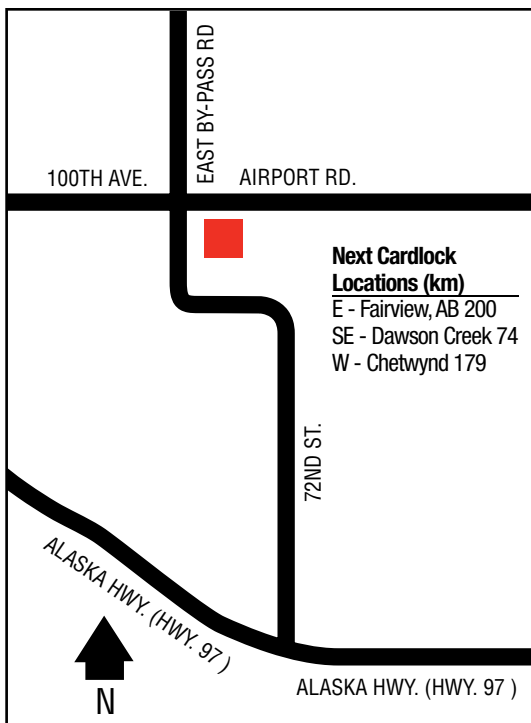 EAST BY-PASS RD
100TH AVE.
AIRPORT RD.
Next Cardlock
Locations (km)
E - Fairview, AB 200
SE - Dawson Creek 74
W - Chetwynd 179
72ND ST.
ALASKA HWY. (HWY. 97 )
N
ALASKA HWY. (HWY. 97 )